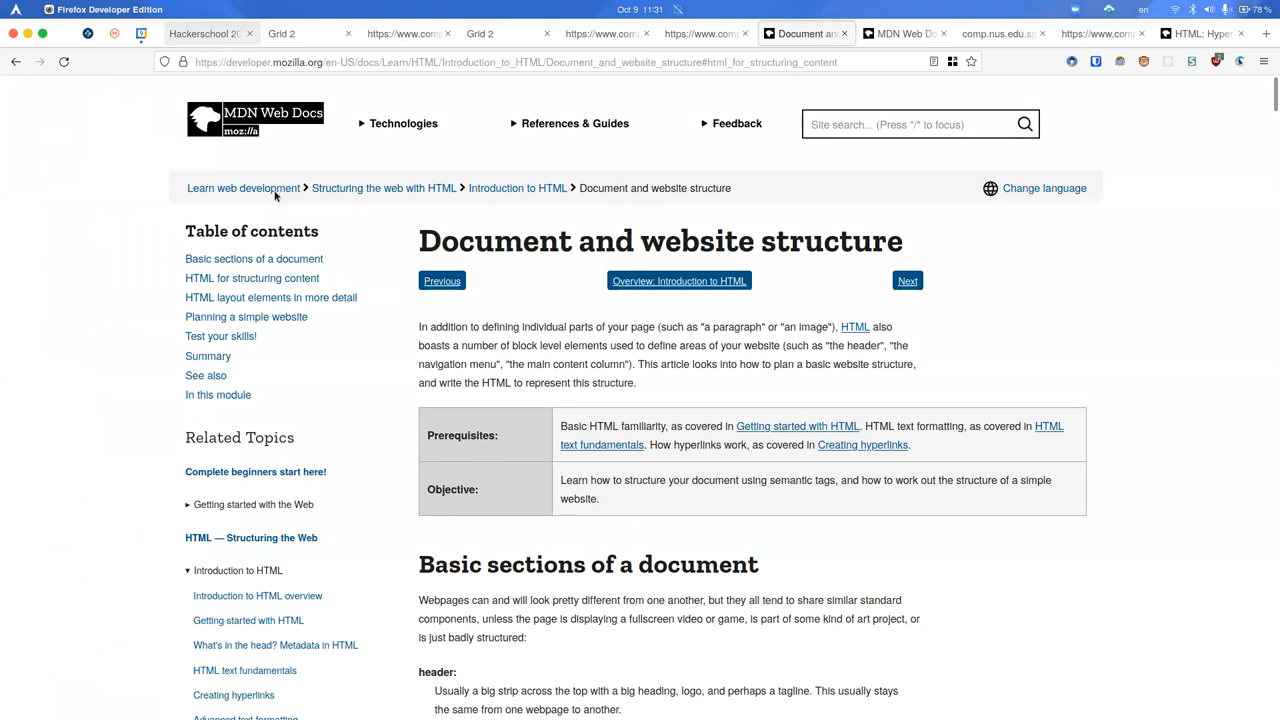 Firefox Developer Edition
Oct 9 11:31
en
78 %
Hackerschool 20
Grid 2
https://www.com
Grid 2
https://www.com
https://www.com
Document an
MDN Web Do
comp.nus.edu.sg
https://www.com
HTML: Hyper
https://developer.mozilla.org/en-US/docs/Learn/HTML/Introduction_to_HTML/Document_and_website_structure#html_for_structuring_content
MDN Web Docs
moz://a
Technologies
References & Guides
Feedback
Site search... (Press "/" to focus)
Learn web development
Structuring the web with HTML
Introduction to HTML
Document and website structure
Change language
Table of contents
Basic sections of a document
HTML for structuring content
HTML layout elements in more detail
Planning a simple website
Test your skills!
Summary
See also
In this module
Related Topics
Complete beginners start here!
Getting started with the Web
HTML — Structuring the Web
Introduction to HTML
Introduction to HTML overview
Getting started with HTML
What's in the head? Metadata in HTML
HTML text fundamentals
Creating hyperlinks
Advanced text formatting
Document and website structure
Previous
Overview: Introduction to HTML
Next
In addition to defining individual parts of your page (such as "a paragraph" or "an image"), HTML also
boasts a number of block level elements used to define areas of your website (such as "the header", "the
navigation menu", "the main content column"). This article looks into how to plan a basic website structure,
and write the HTML to represent this structure.
Prerequisites:
Basic HTML familiarity, as covered in Getting started with HTML. HTML text formatting, as covered in HTML
text fundamentals. How hyperlinks work, as covered in Creating hyperlinks.
Objective:
Learn how to structure your document using semantic tags, and how to work out the structure of a simple
website.
Basic sections of a document
Webpages can and will look pretty different from one another, but they all tend to share similar standard
components, unless the page is displaying a fullscreen video or game, is part of some kind of art project, or
is just badly structured:
header:
Usually a big strip across the top with a big heading, logo, and perhaps a tagline. This usually stays
the same from one webpage to another.